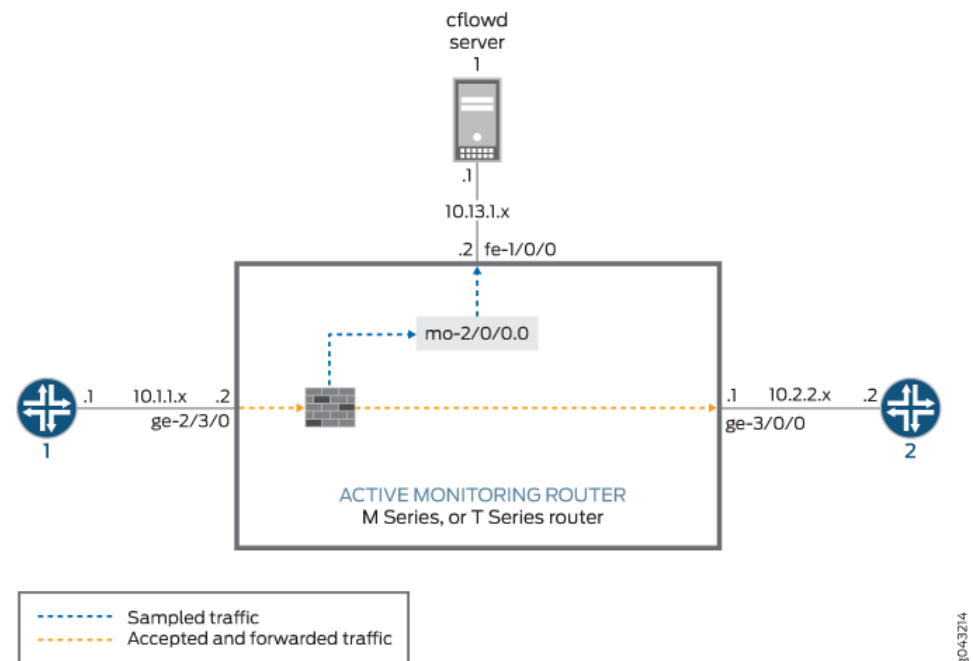 cflowd
server
1
.1
10.13.1.x
.2 fe-1/0/0
mo-2/0/0.0
.1 10.1.1.x .2
ge-2/3/0
1
.1 10.2.2.x .2
ge-3/0/0
2
ACTIVE MONITORING ROUTER
M Series, or T Series router
Sampled traffic
Accepted and forwarded traffic
g043214